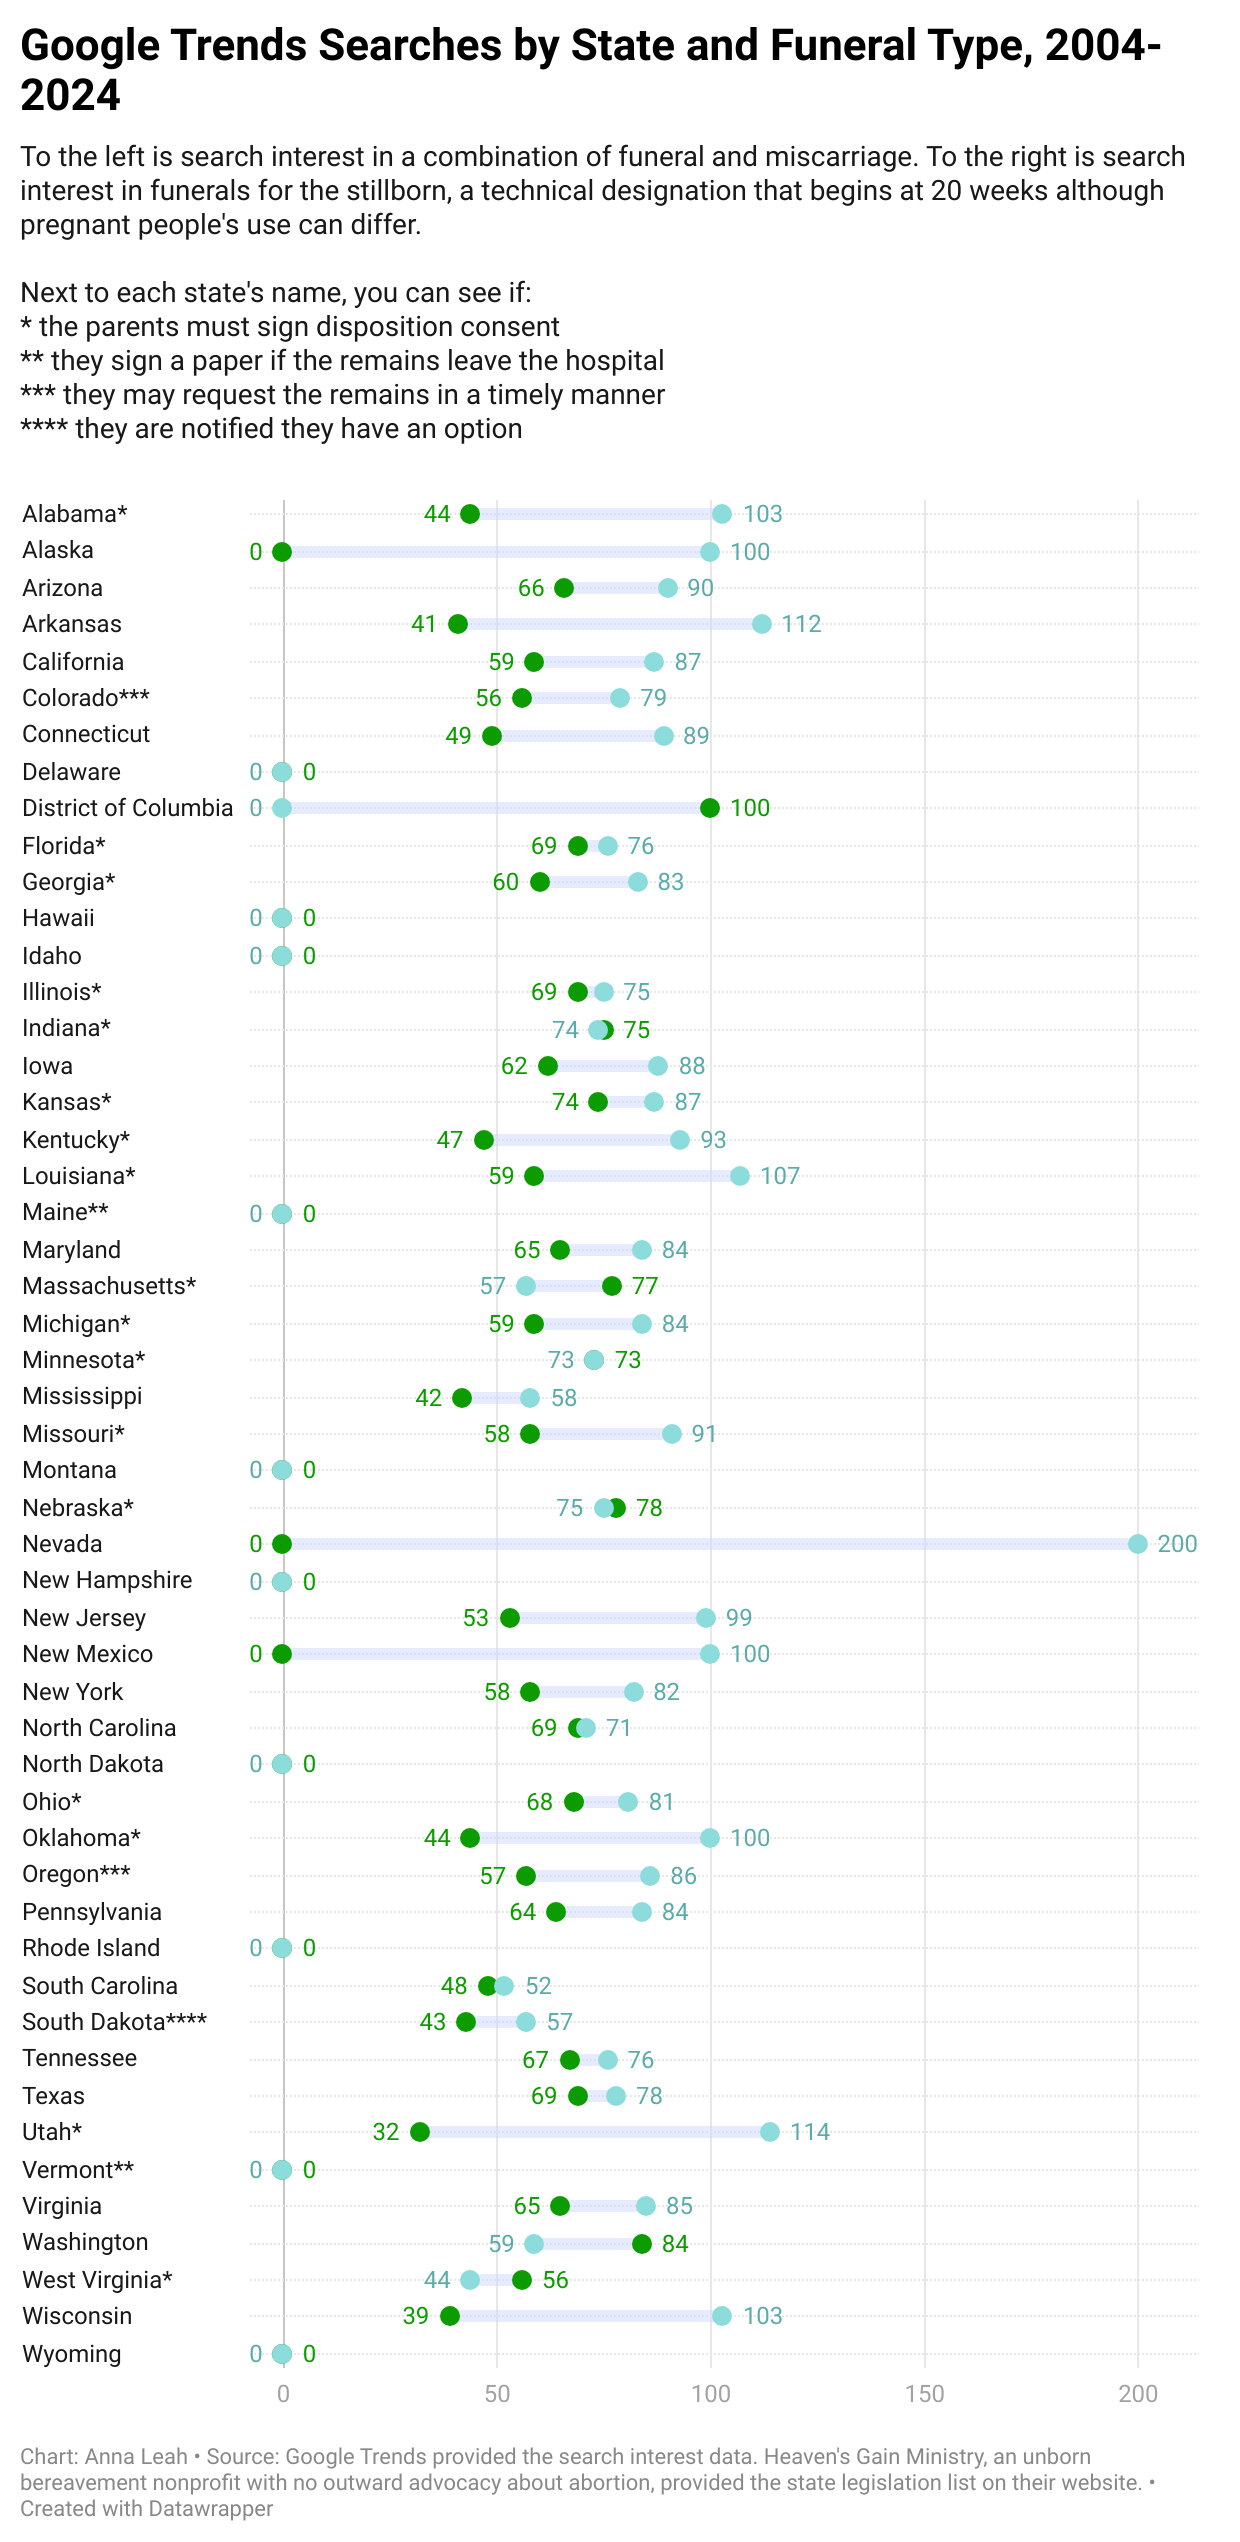 Google Trends Searches by State and Funeral Type, 2004-
2024
To the left is search interest in a combination of funeral and miscarriage. To the right is search
interest in funerals for the stillborn, a technical designation that begins at 20 weeks although
pregnant people's use can differ.
Next to each state's name, you can see if:
* the parents must sign disposition consent
** they sign a paper if the remains leave the hospital
*** they may request the remains in a timely manner
**** they are notified they have an option
Alabama* 44 103
Alaska 0 100
Arizona 66 90
Arkansas 41 112
California 59 87
Colorado*** 56 79
Connecticut 49 89
Delaware 0 0
District of Columbia 0 100
Florida* 69 76
Georgia* 60 83
Hawaii 0 0
Idaho 0 0
Illinois* 69 75
Indiana* 74 75
Iowa 62 88
Kansas* 74 87
Kentucky* 47 93
Louisiana* 59 107
Maine** 0 0
Maryland 65 84
Massachusetts* 57 77
Michigan* 59 84
Minnesota* 73 73
Mississippi 42 58
Missouri* 58 91
Montana 0 0
Nebraska* 75 78
Nevada 0 200
New Hampshire 0 0
New Jersey 53 99
New Mexico 0 100
New York 58 82
North Carolina 69 71
North Dakota 0 0
Ohio* 68 81
Oklahoma* 44 100
Oregon*** 57 86
Pennsylvania 64 84
Rhode Island 0 0
South Carolina 48 52
South Dakota**** 43 57
Tennessee 67 76
Texas 69 78
Utah* 32 114
Vermont** 0 0
Virginia 65 85
Washington 59 84
West Virginia* 44 56
Wisconsin 39 103
Wyoming 0 0
0 50 100 150 200
Chart: Anna Leah • Source: Google Trends provided the search interest data. Heaven's Gain Ministry, an unborn
bereavement nonprofit with no outward advocacy about abortion, provided the state legislation list on their website. •
Created with Datawrapper